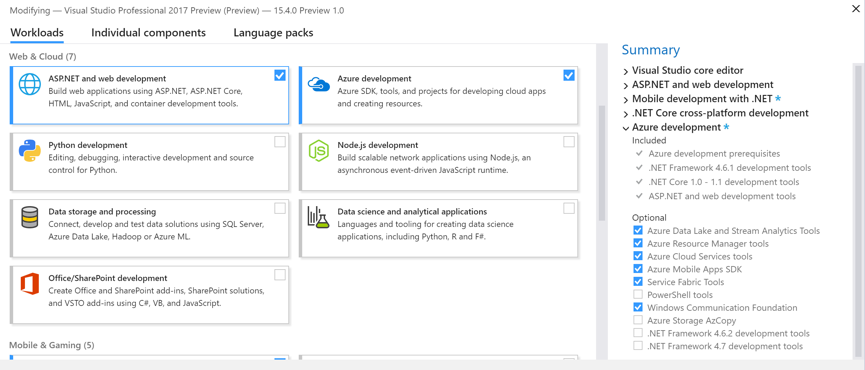 Modifying — Visual Studio Professional 2017 Preview (Preview) — 15.4.0 Preview 1.0
Workloads
Individual components
Language packs
Web & Cloud (7)
ASP.NET and web development
Build web applications using ASP.NET, ASP.NET Core,
HTML, JavaScript, and container development tools.
Azure development
Azure SDK, tools, and projects for developing cloud apps
and creating resources.
Python development
Editing, debugging, interactive development and source
control for Python.
Node.js development
Build scalable network applications using Node.js, an
asynchronous event-driven JavaScript runtime.
Data storage and processing
Connect, develop and test data solutions using SQL Server,
Azure Data Lake, Hadoop or Azure ML.
Data science and analytical applications
Languages and tooling for creating data science
applications, including Python, R and F#.
Office/SharePoint development
Create Office and SharePoint add-ins, SharePoint solutions,
and VSTO add-ins using C#, VB, and JavaScript.
Mobile & Gaming (5)
Summary
Visual Studio core editor
ASP.NET and web development
Mobile development with .NET *
.NET Core cross-platform development
Azure development *
Included
Azure development prerequisites
.NET Framework 4.6.1 development tools
.NET Core 1.0 - 1.1 development tools
ASP.NET and web development tools
Optional
Azure Data Lake and Stream Analytics Tools
Azure Resource Manager tools
Azure Cloud Services tools
Azure Mobile Apps SDK
Service Fabric Tools
PowerShell tools
Windows Communication Foundation
Azure Storage AzCopy
.NET Framework 4.6.2 development tools
.NET Framework 4.7 development tools